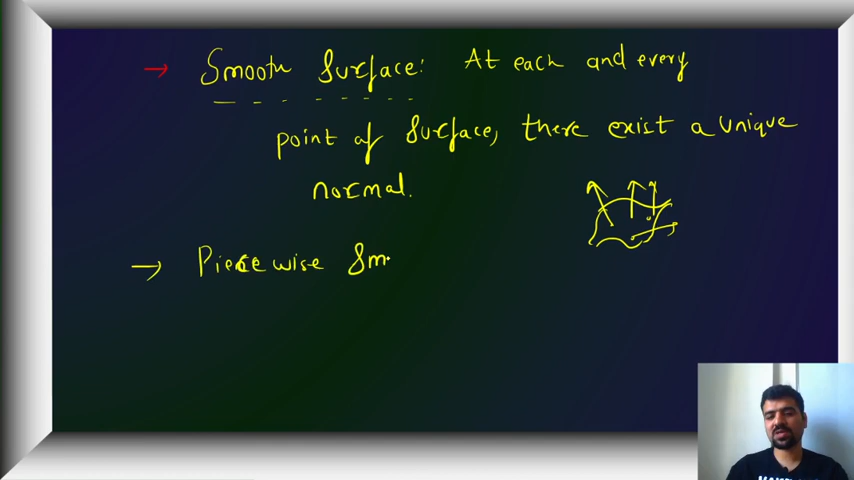 → Smooth Surface: At each and every
point of Surface, there exist a unique
normal.
→ Piecewise Sm